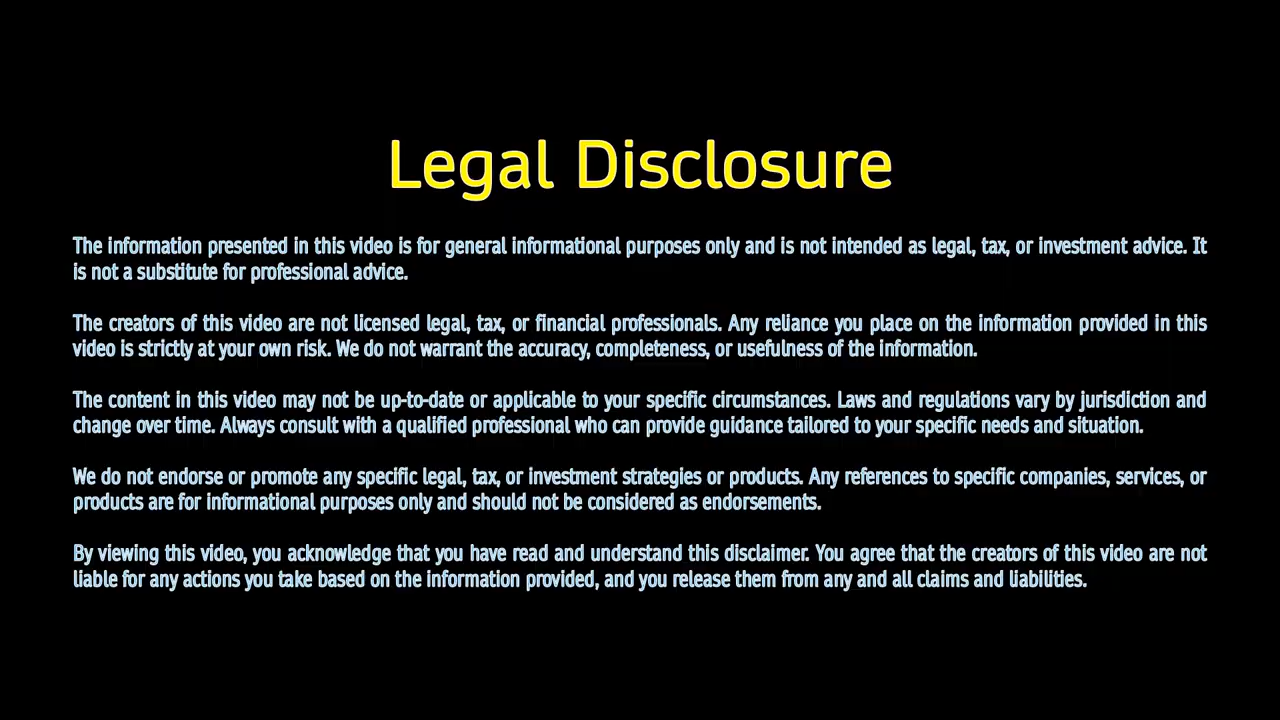 Legal Disclosure
The information presented in this video is for general informational purposes only and is not intended as legal, tax, or investment advice. It
is not a substitute for professional advice.
The creators of this video are not licensed legal, tax, or financial professionals. Any reliance you place on the information provided in this
video is strictly at your own risk. We do not warrant the accuracy, completeness, or usefulness of the information.
The content in this video may not be up-to-date or applicable to your specific circumstances. Laws and regulations vary by jurisdiction and
change over time. Always consult with a qualified professional who can provide guidance tailored to your specific needs and situation.
We do not endorse or promote any specific legal, tax, or investment strategies or products. Any references to specific companies, services, or
products are for informational purposes only and should not be considered as endorsements.
By viewing this video, you acknowledge that you have read and understand this disclaimer. You agree that the creators of this video are not
liable for any actions you take based on the information provided, and you release them from any and all claims and liabilities.